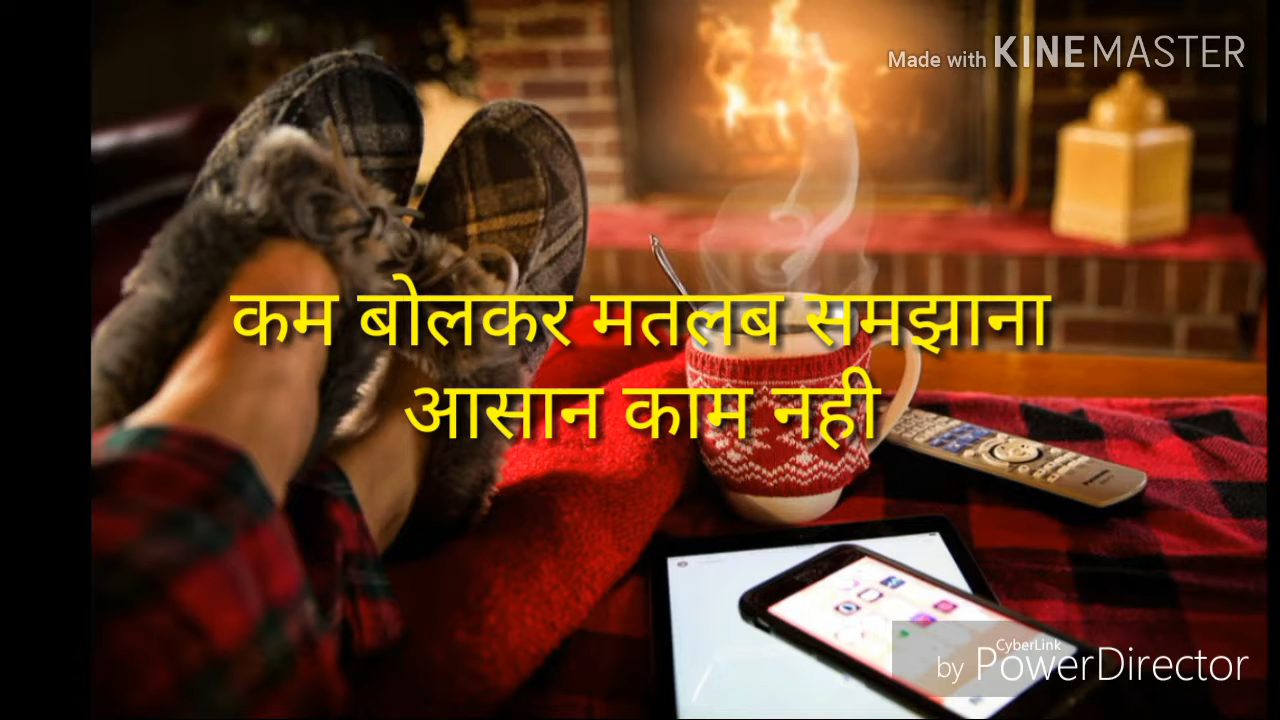 Made with KINEMASTER
कम बोलकर मतलब समझाना
आसान काम नही
CyberLink
by PowerDirector